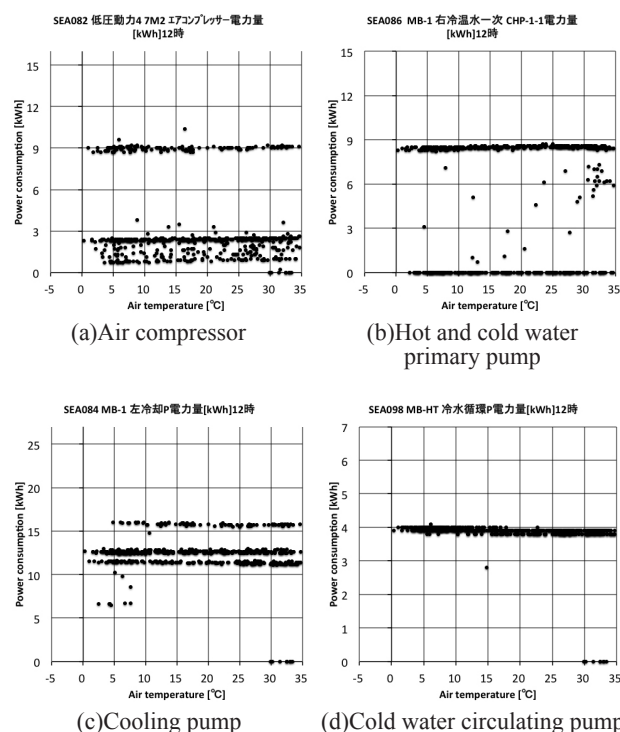 SEA082 低圧動力4 7M2 エアコンプレッサー電力量
[kWh]12時
Power consumption [kWh]
15
12
9
6
3
0
-5 0 5 10 15 20 25 30 35
Air temperature [℃]
(a)Air compressor
SEA086 MB-1 右冷温水一次 CHP-1-1電力量
[kWh]12時
Power consumption [kWh]
15
12
9
6
3
0
-5 0 5 10 15 20 25 30 35
Air temperature [℃]
(b)Hot and cold water
primary pump
SEA084 MB-1 左冷却P電力量[kWh]12時
Power consumption [kWh]
25
20
15
10
5
0
-5 0 5 10 15 20 25 30 35
Air temperature [℃]
(c)Cooling pump
SEA098 MB-HT 冷水循環P電力量[kWh]12時
Power consumption [kWh]
7
6
5
4
3
2
1
0
-5 0 5 10 15 20 25 30 35
Air temperature [℃]
(d)Cold water circulating pump